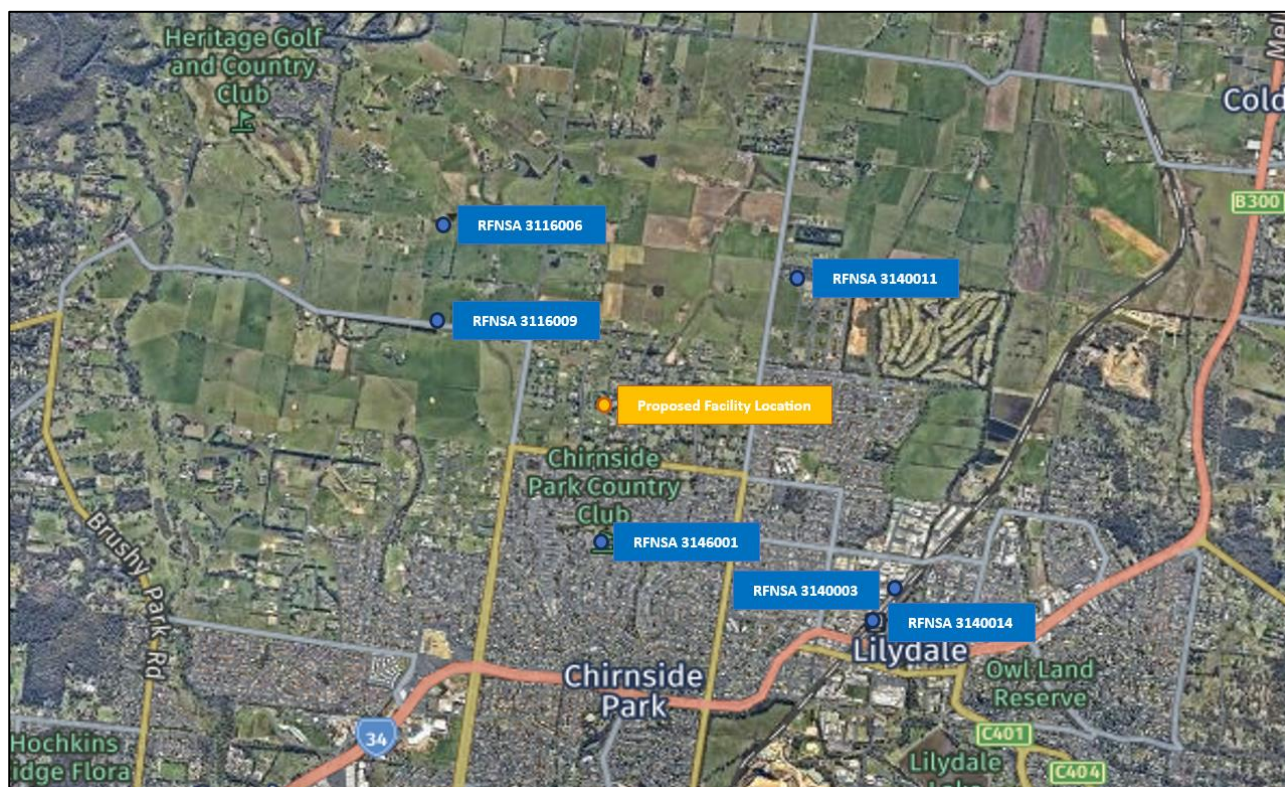 Heritage Golf
and Country
Club
Mel
Cold
B300
RFNSA 3116006
RFNSA 3140011
RFNSA 3116009
Proposed Facility Location
Chirnside
Park Country
Club
RFNSA 3146001
Brushy Park Rd
RFNSA 3140003
RFNSA 3140014
Lilydale
Chirnside
Park
Owl Land
Reserve
34
C401
Hochkins
idge Flora
Lilydale
C404